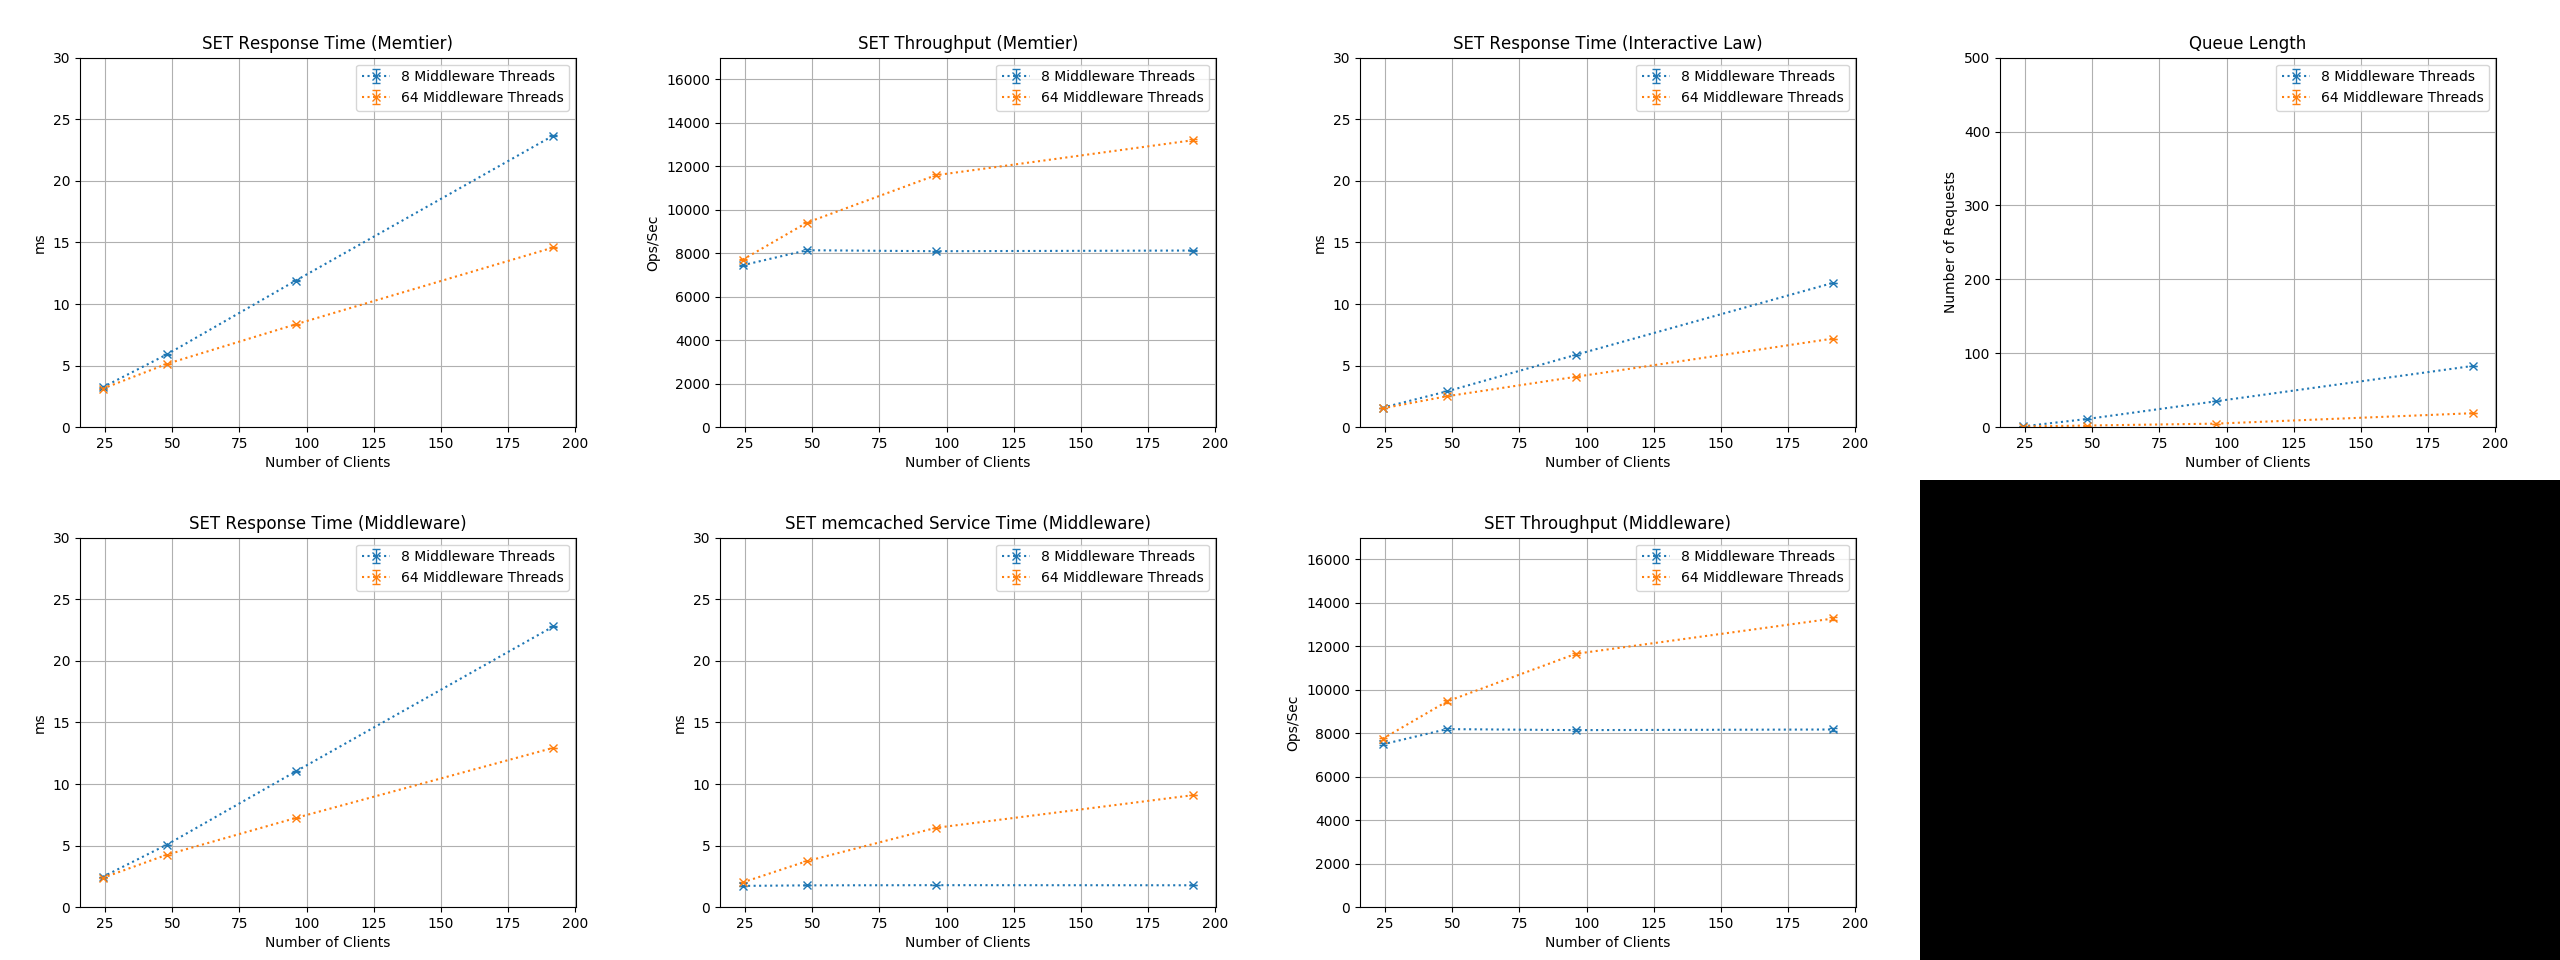 SET Response Time (Memtier)
30
25
20
15
10
5
0
ms
8 Middleware Threads
64 Middleware Threads
25 50 75 100 125 150 175 200
Number of Clients
SET Throughput (Memtier)
16000
14000
12000
10000
8000
6000
4000
2000
0
Ops/Sec
8 Middleware Threads
64 Middleware Threads
25 50 75 100 125 150 175 200
Number of Clients
SET Response Time (Interactive Law)
30
25
20
15
10
5
0
ms
8 Middleware Threads
64 Middleware Threads
25 50 75 100 125 150 175 200
Number of Clients
Queue Length
500
400
300
200
100
0
Number of Requests
8 Middleware Threads
64 Middleware Threads
25 50 75 100 125 150 175 200
Number of Clients
SET Response Time (Middleware)
30
25
20
15
10
5
0
ms
8 Middleware Threads
64 Middleware Threads
25 50 75 100 125 150 175 200
Number of Clients
SET memcached Service Time (Middleware)
30
25
20
15
10
5
0
ms
8 Middleware Threads
64 Middleware Threads
25 50 75 100 125 150 175 200
Number of Clients
SET Throughput (Middleware)
16000
14000
12000
10000
8000
6000
4000
2000
0
Ops/Sec
8 Middleware Threads
64 Middleware Threads
25 50 75 100 125 150 175 200
Number of Clients